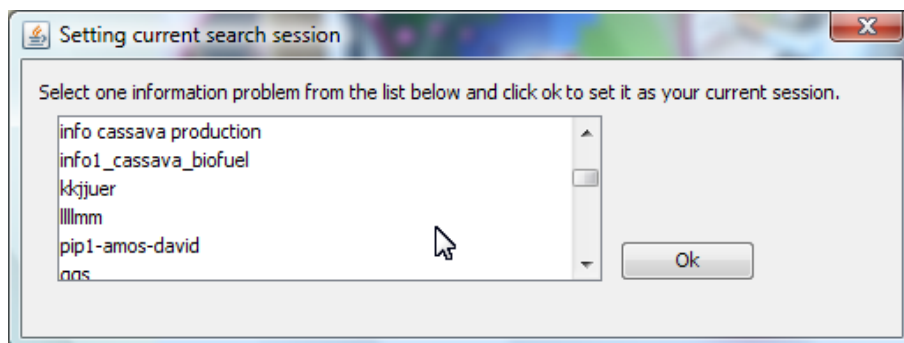 Setting current search session
Select one information problem from the list below and click ok to set it as your current session.
info cassava production
info1_cassava_biofuel
kkjjuer
llllmm
pip1-amos-david
Ok